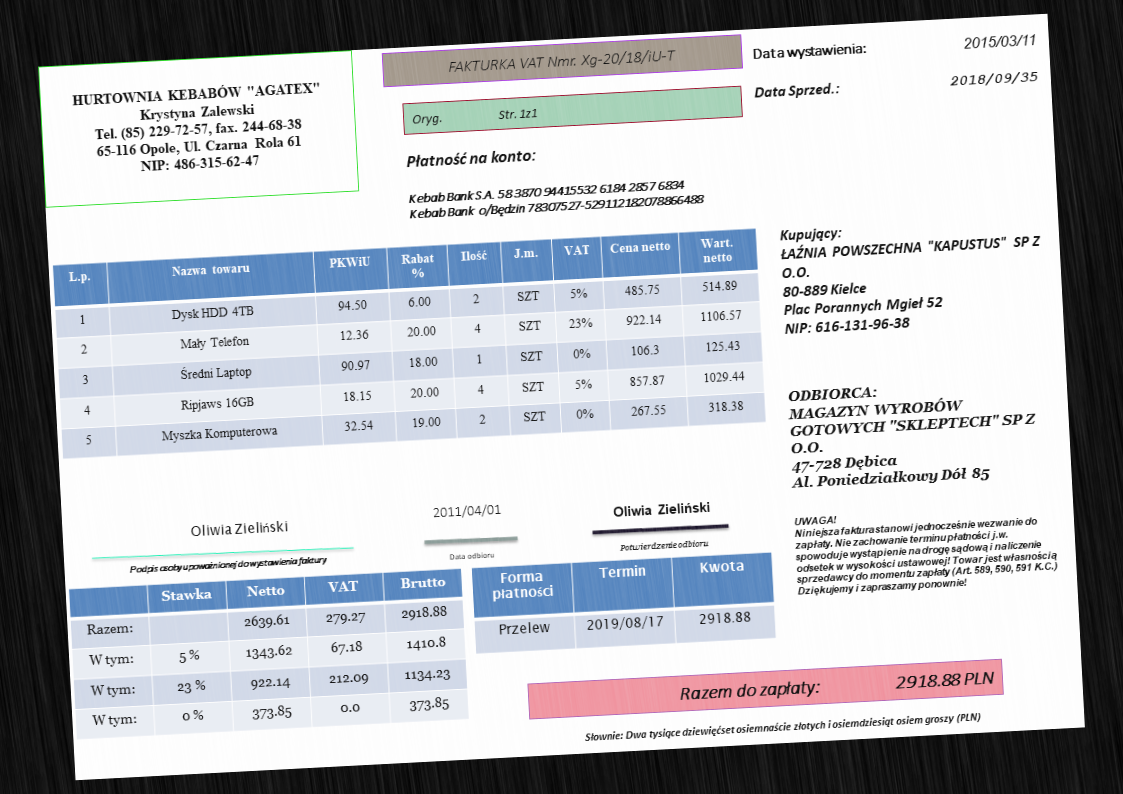 HURTOWNIA KEBABÓW "AGATEX"
Krystyna Zalewski
Tel. (85) 229-72-57, fax. 244-68-38
65-116 Opole, Ul. Czarna Rola 61
NIP: 486-315-62-47
FAKTURKA VAT Nmr. Xg-20/18/iU-T
Oryg. Str. 1z1
Data wystawienia: 2015/03/11
Data Sprzed.: 2018/09/35
Płatność na konto:
Kebab Bank S.A. 58 3870 94415532 6184 2857 6834
Kebab Bank o/Będzin 78307527-529112182078866488
Kupujący:
ŁAŹNIA POWSZECHNA "KAPUSTUS" SP Z
O.O.
80-889 Kielce
Plac Porannych Mgieł 52
NIP: 616-131-96-38
L.p. Nazwa towaru PKWiU Rabat % Ilość J.m. VAT Cena netto Wart. netto
1 Dysk HDD 4TB 94.50 6.00 2 SZT 5% 485.75 514.89
2 Mały Telefon 12.36 20.00 4 SZT 23% 922.14 1106.57
3 Średni Laptop 90.97 18.00 1 SZT 0% 106.3 125.43
4 Ripjaws 16GB 18.15 20.00 4 SZT 5% 857.87 1029.44
5 Myszka Komputerowa 32.54 19.00 2 SZT 0% 267.55 318.38
ODBIORCA:
MAGAZYN WYROBÓW
GOTOWYCH "SKLEPTECH" SP Z
O.O.
47-728 Dębica
Al. Poniedziałkowy Dół 85
UWAGA!
Niniejsza faktura stanowi jednocześnie wezwanie do
zapłaty. Nie zachowanie terminu płatności j.w.
spowoduje wystąpienie na drogę sądową i naliczenie
odsetek w wysokości ustawowej! Towar jest własnością
sprzedawcy do momentu zapłaty (Art. 589, 590, 591 K.C.)
Dziękujemy i zapraszamy ponownie!
Oliwia Zieliński
Podpis osoby upoważnionej do wystawienia faktury
2011/04/01
Data odbioru
Oliwia Zieliński
Potwierdzenie odbioru
Stawka Netto VAT Brutto
Razem: 2639.61 279.27 2918.88
W tym: 5 % 1343.62 67.18 1410.8
W tym: 23 % 922.14 212.09 1134.23
W tym: 0 % 373.85 0.0 373.85
Forma płatności Termin Kwota
Przelew 2019/08/17 2918.88
Razem do zapłaty: 2918.88 PLN
Słownie: Dwa tysiące dziewięćset osiemnaście złotych i osiemdziesiąt osiem groszy (PLN)